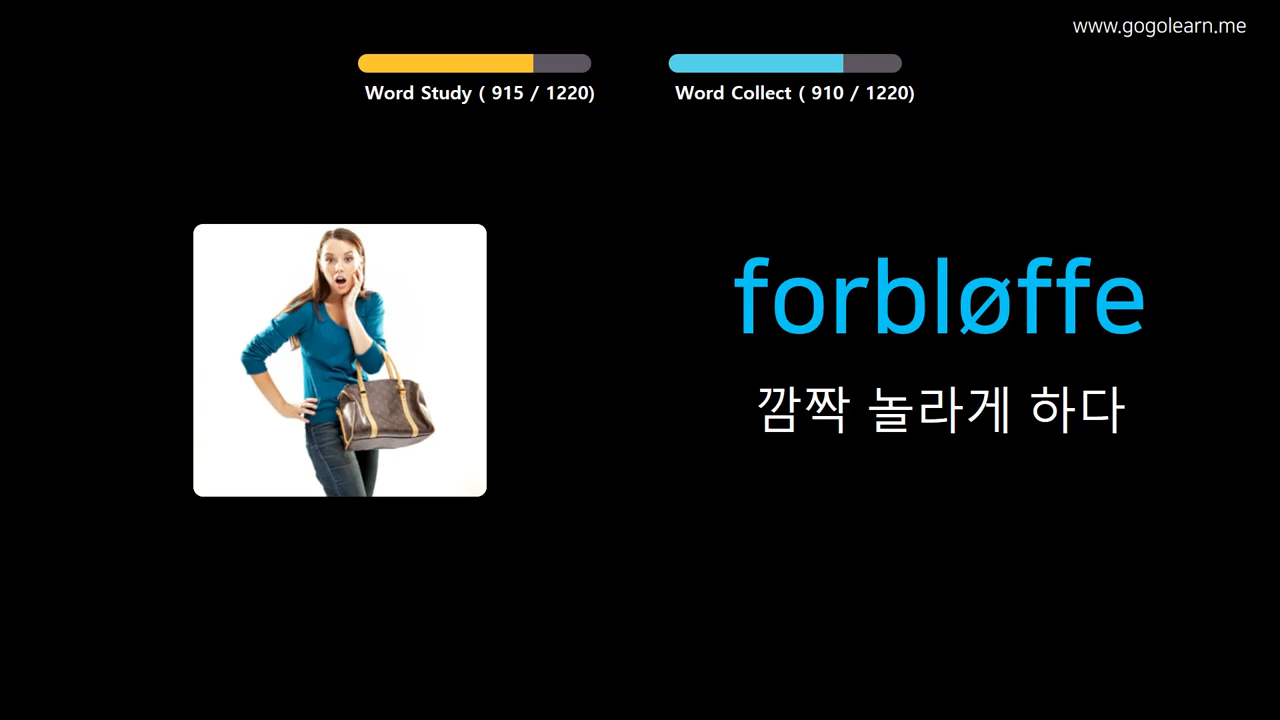 www.gogolearn.me
Word Study ( 915 / 1220)
Word Collect ( 910 / 1220)
forbløffe
깜짝 놀라게 하다